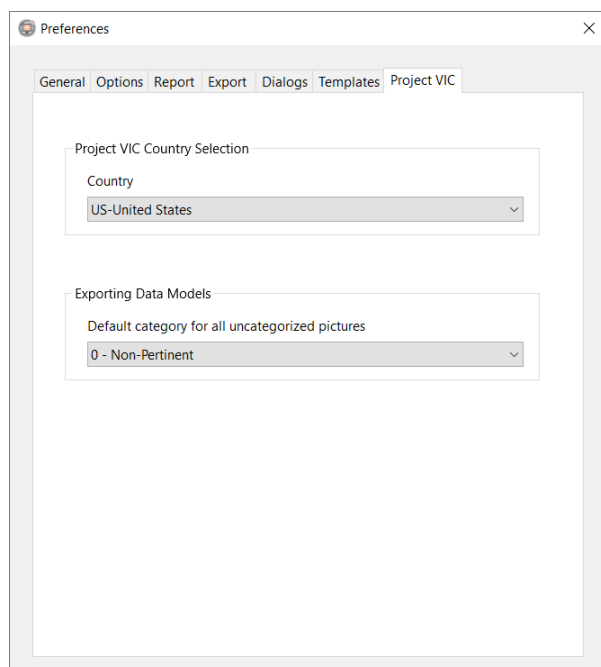 Preferences
General Options Report Export Dialogs Templates Project VIC
Project VIC Country Selection
Country
US-United States
Exporting Data Models
Default category for all uncategorized pictures
0 - Non-Pertinent